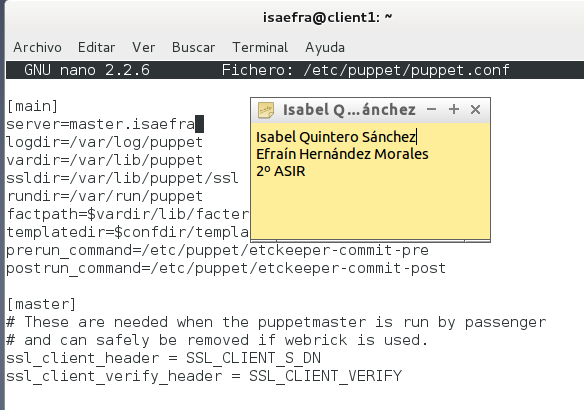 isaefra@client1: ~
Archivo Editar Ver Buscar Terminal Ayuda
GNU nano 2.2.6 Fichero: /etc/puppet/puppet.conf
[main]
server=master.isaefra
logdir=/var/log/puppet
vardir=/var/lib/puppet
ssldir=/var/lib/puppet/ssl
rundir=/var/run/puppet
factpath=$vardir/lib/facter
templatedir=$confdir/templa
prerun_command=/etc/puppet/etckeeper-commit-pre
postrun_command=/etc/puppet/etckeeper-commit-post
[master]
# These are needed when the puppetmaster is run by passenger
# and can safely be removed if webrick is used.
ssl_client_header = SSL_CLIENT_S_DN
ssl_client_verify_header = SSL_CLIENT_VERIFY
Isabel Q ...ánchez
Isabel Quintero Sánchez
Efraín Hernández Morales
2º ASIR